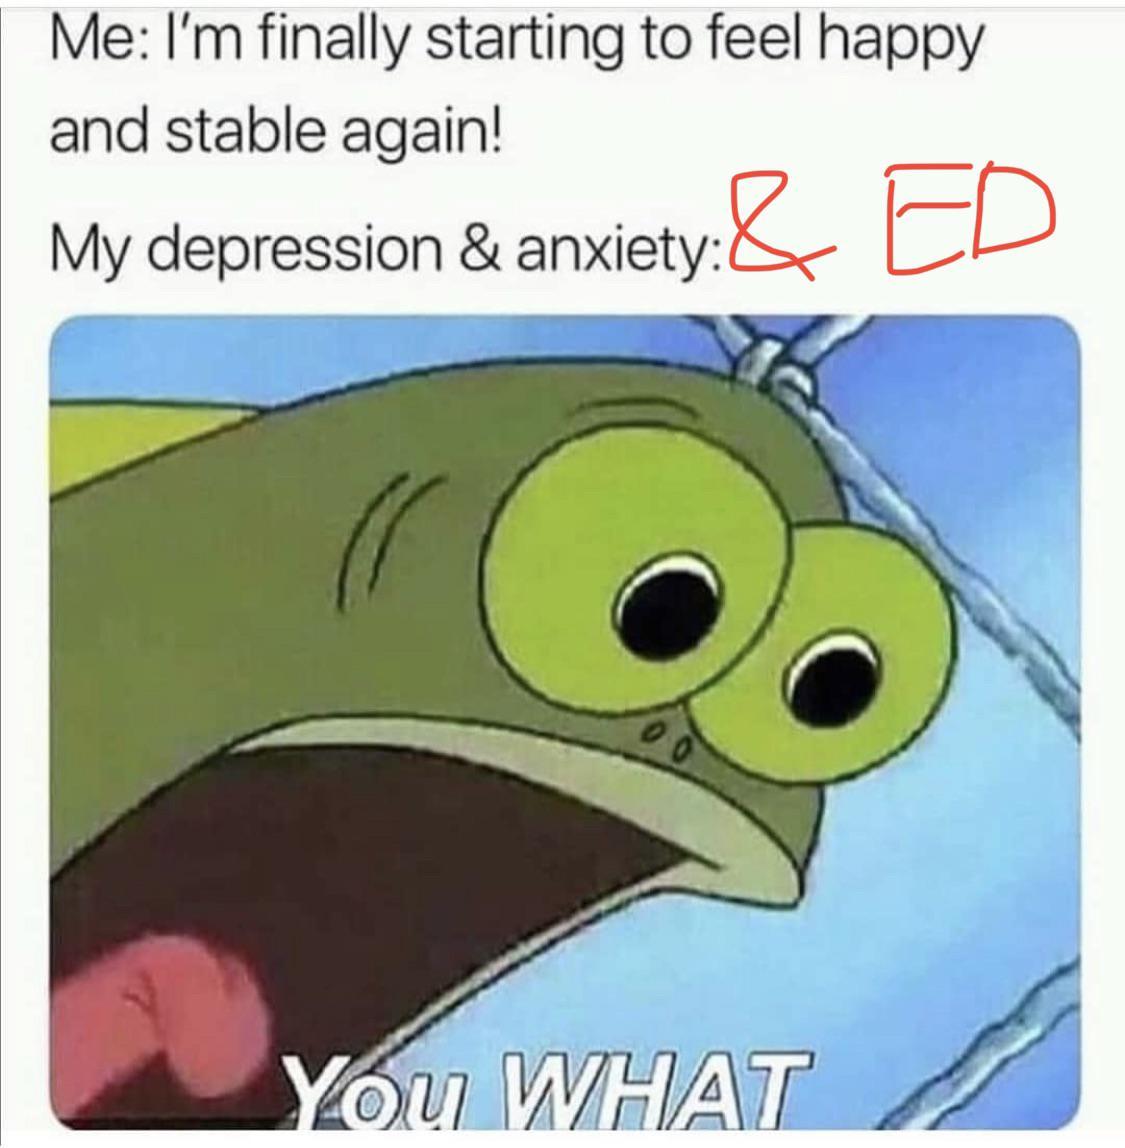 Me: I'm finally starting to feel happy
and stable again!
My depression & anxiety: & ED
You WHAT